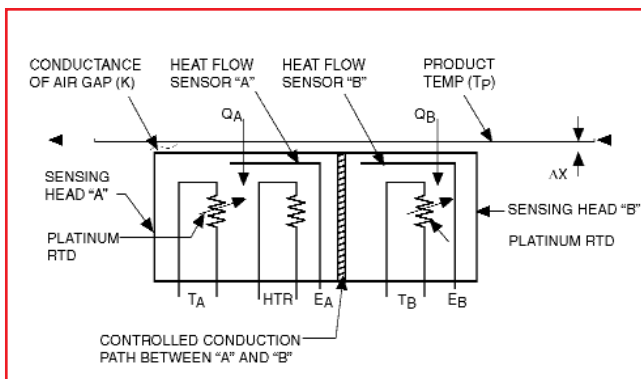 CONDUCTANCE
OF AIR GAP (K)
HEAT FLOW
SENSOR "A"
HEAT FLOW
SENSOR "B"
PRODUCT
TEMP (TP)
QA
QB
ΔX
SENSING
HEAD "A"
SENSING HEAD "B"
PLATINUM
RTD
PLATINUM RTD
TA
HTR
EA
TB
EB
CONTROLLED CONDUCTION
PATH BETWEEN "A" AND "B"